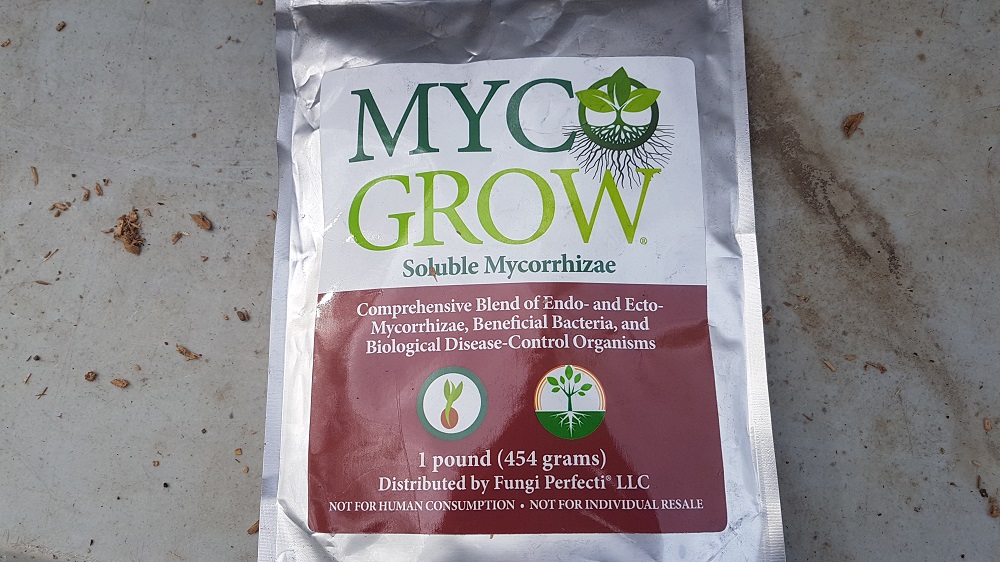 MYCO
GROW®
Soluble Mycorrhizae
Comprehensive Blend of Endo- and Ecto-
Mycorrhizae, Beneficial Bacteria, and
Biological Disease-Control Organisms
1 pound (454 grams)
Distributed by Fungi Perfecti® LLC
NOT FOR HUMAN CONSUMPTION • NOT FOR INDIVIDUAL RESALE